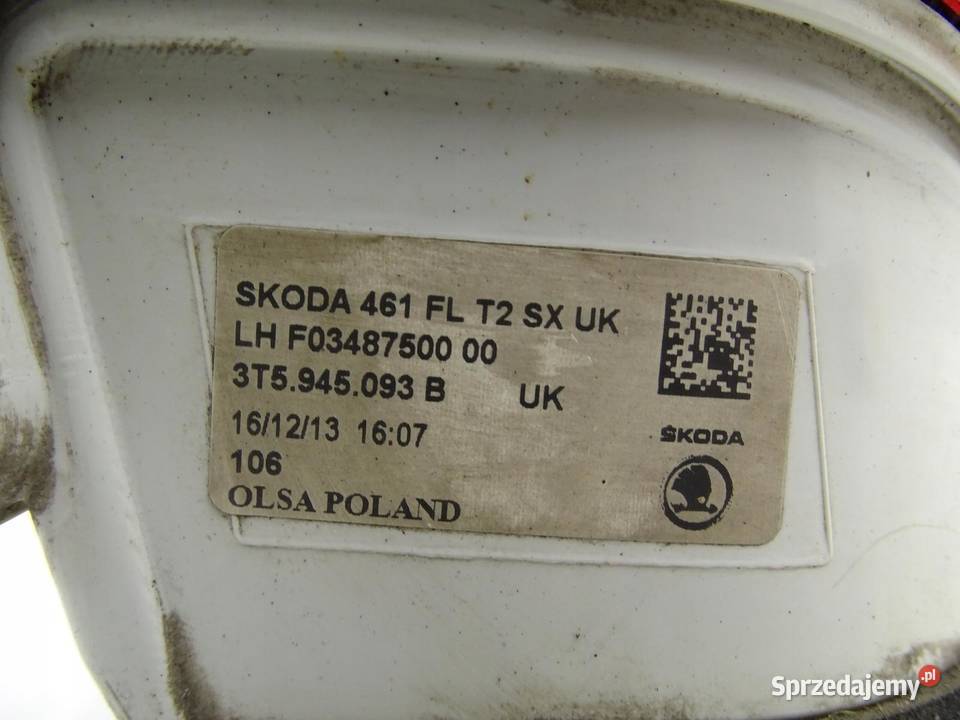 SKODA 461 FL T2 SX UK
LH F03487500 00
3T5.945.093 B UK
16/12/13 16:07
106
OLSA POLAND
ŠKODA
Sprzedajemy.pl